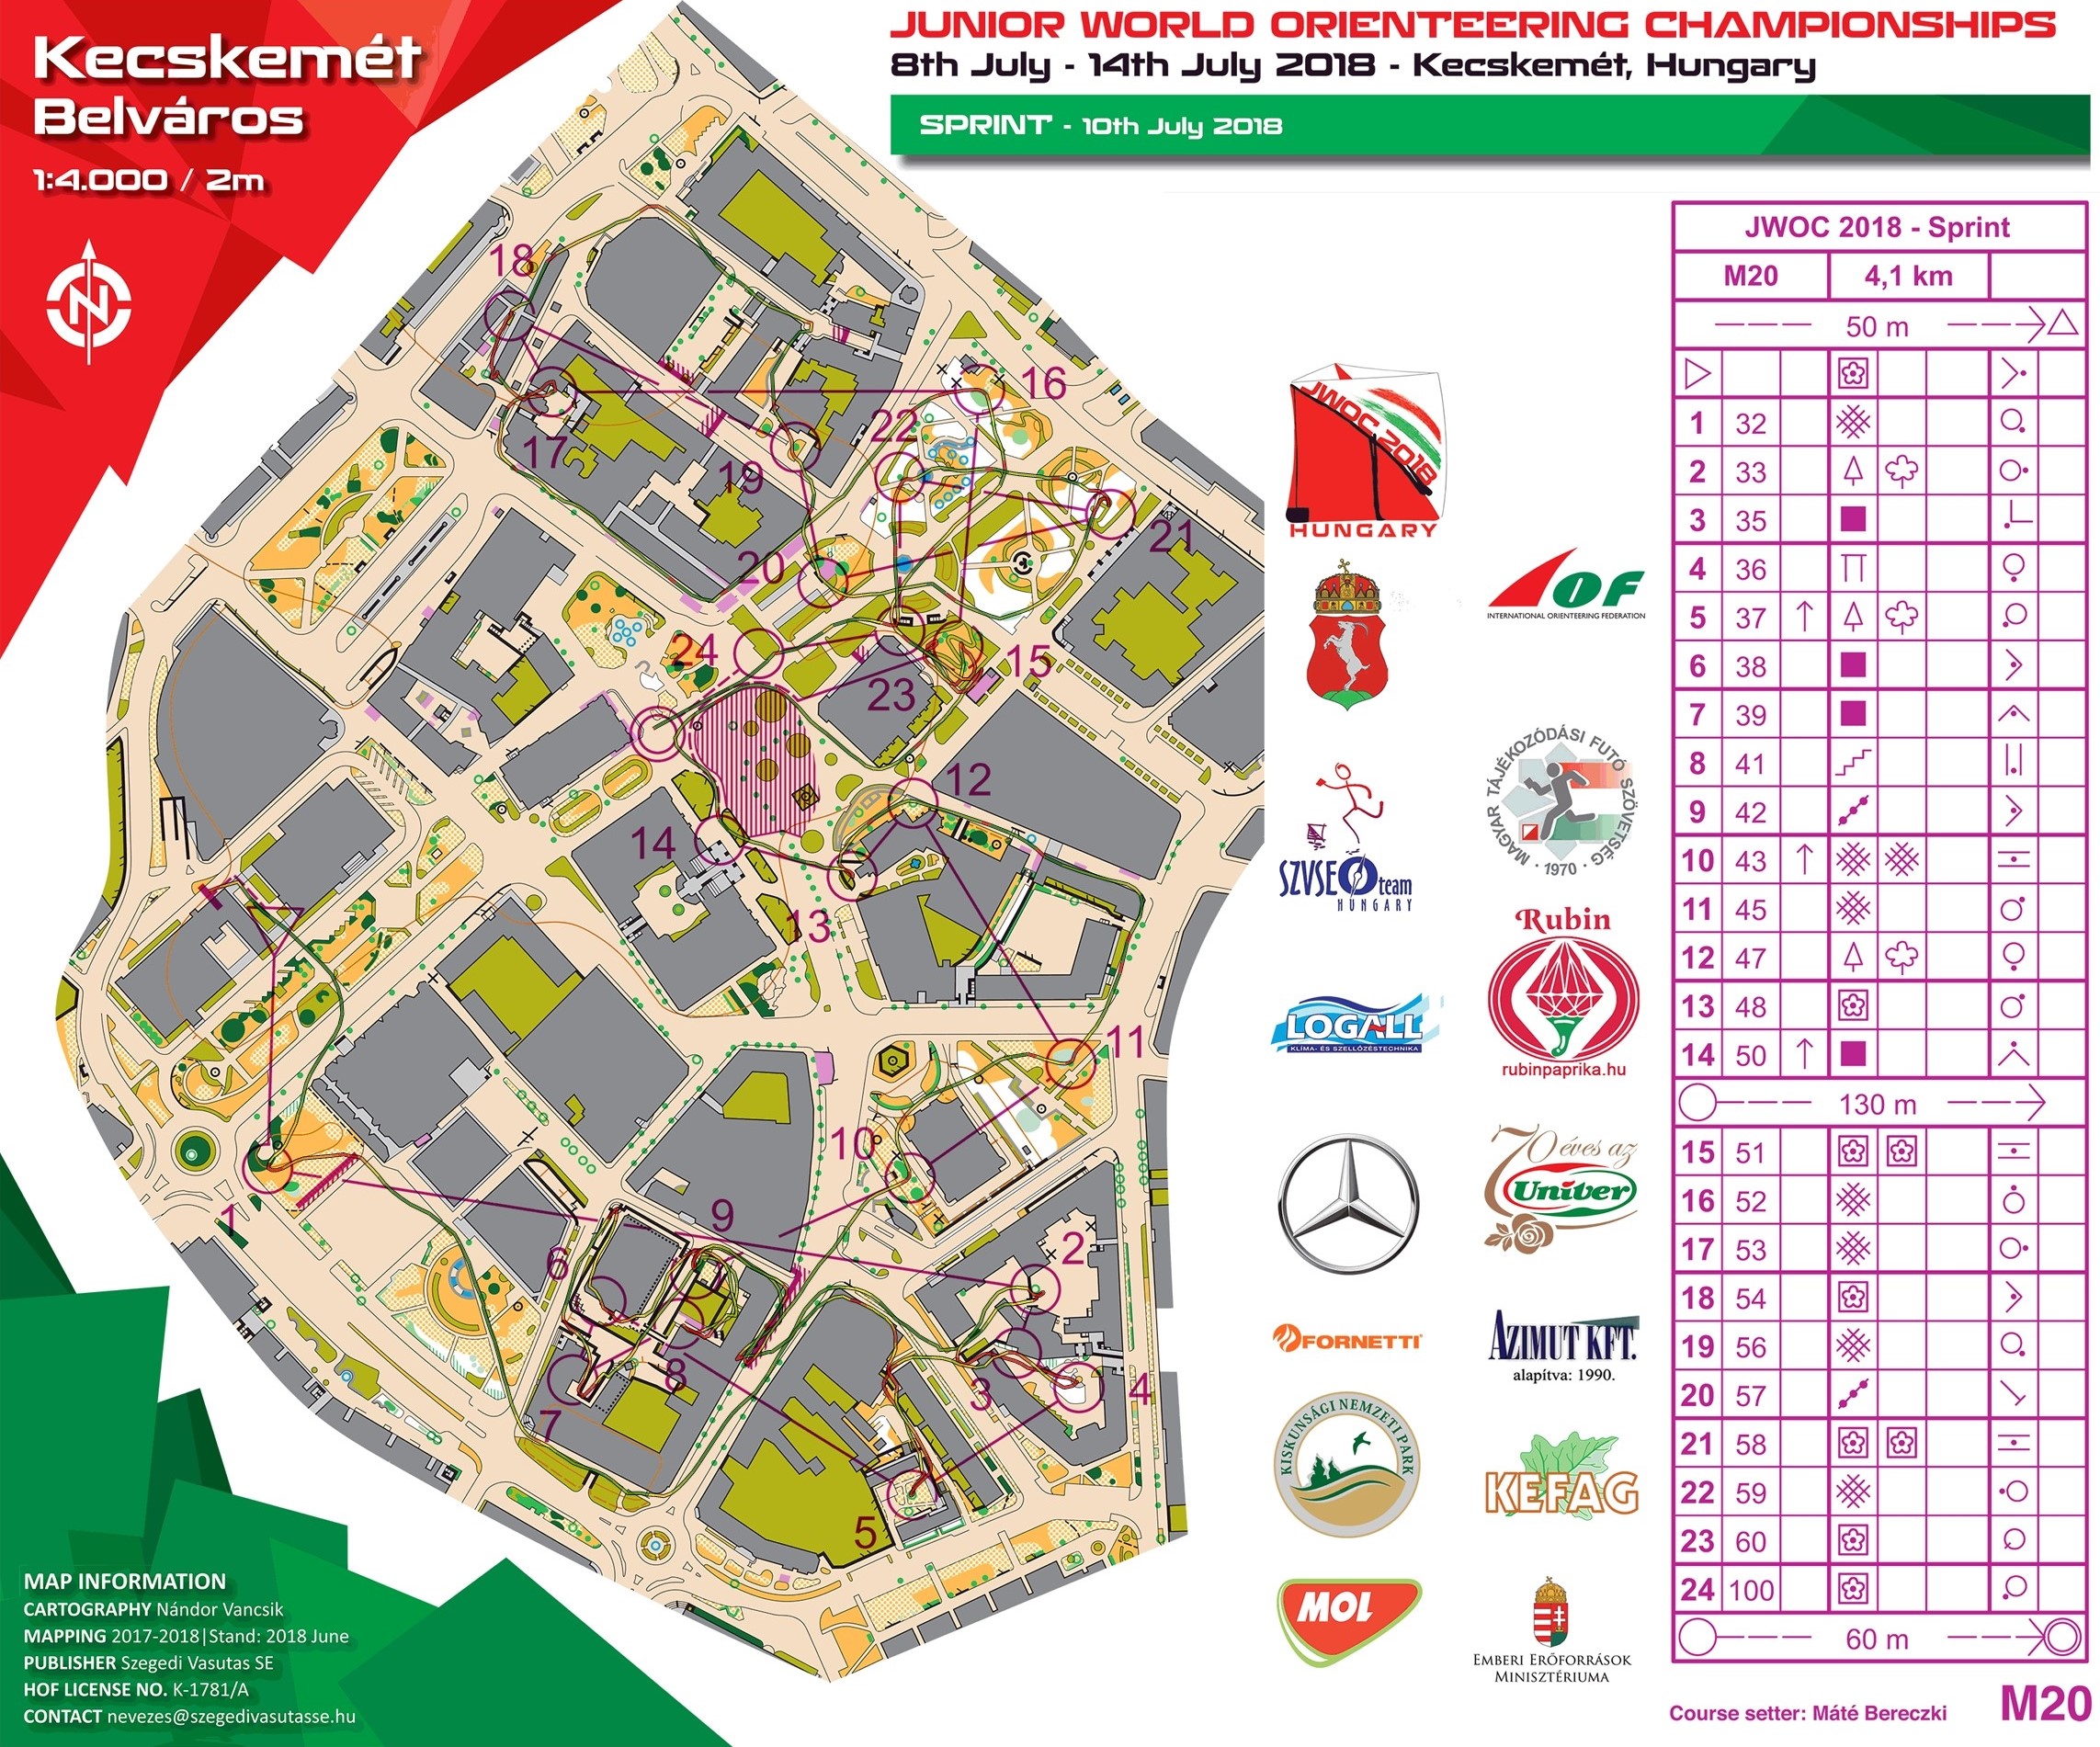 Kecskemét
Belváros
1:4.000 / 2m
N
JUNIOR WORLD ORIENTEERING CHAMPIONSHIPS
8th July - 14th July 2018 - Kecskemét, Hungary
SPRINT - 10th July 2018
18
16
22
17
19
21
20
24
15
23
12
14
13
11
10
1
9
2
6
3
4
8
7
5
JWOC 2018
HUNGARY
IOF
INTERNATIONAL ORIENTEERING FEDERATION
MAGYAR TÁJÉKOZÓDÁSI FUTÓ SZÖVETSÉG
· 1970 ·
SZVSE team
HUNGARY
Rubin
rubinpaprika.hu
LOGALL
KLÍMA- ÉS SZELLŐZÉSTECHNIKA
70 éves az
Univer
FORNETTI
AZIMUT KFT.
alapítva: 1990.
KISKUNSÁGI NEMZETI PARK
KEFAG
MOL
EMBERI ERŐFORRÁSOK
MINISZTÉRIUMA
JWOC 2018 - Sprint
M20 4,1 km
50 m
1 32
2 33
3 35
4 36
5 37
6 38
7 39
8 41
9 42
10 43
11 45
12 47
13 48
14 50
130 m
15 51
16 52
17 53
18 54
19 56
20 57
21 58
22 59
23 60
24 100
60 m
Course setter: Máté Bereczki M20
MAP INFORMATION
CARTOGRAPHY Nándor Vancsik
MAPPING 2017-2018|Stand: 2018 June
PUBLISHER Szegedi Vasutas SE
HOF LICENSE NO. K-1781/A
CONTACT nevezes@szegedivasutasse.hu